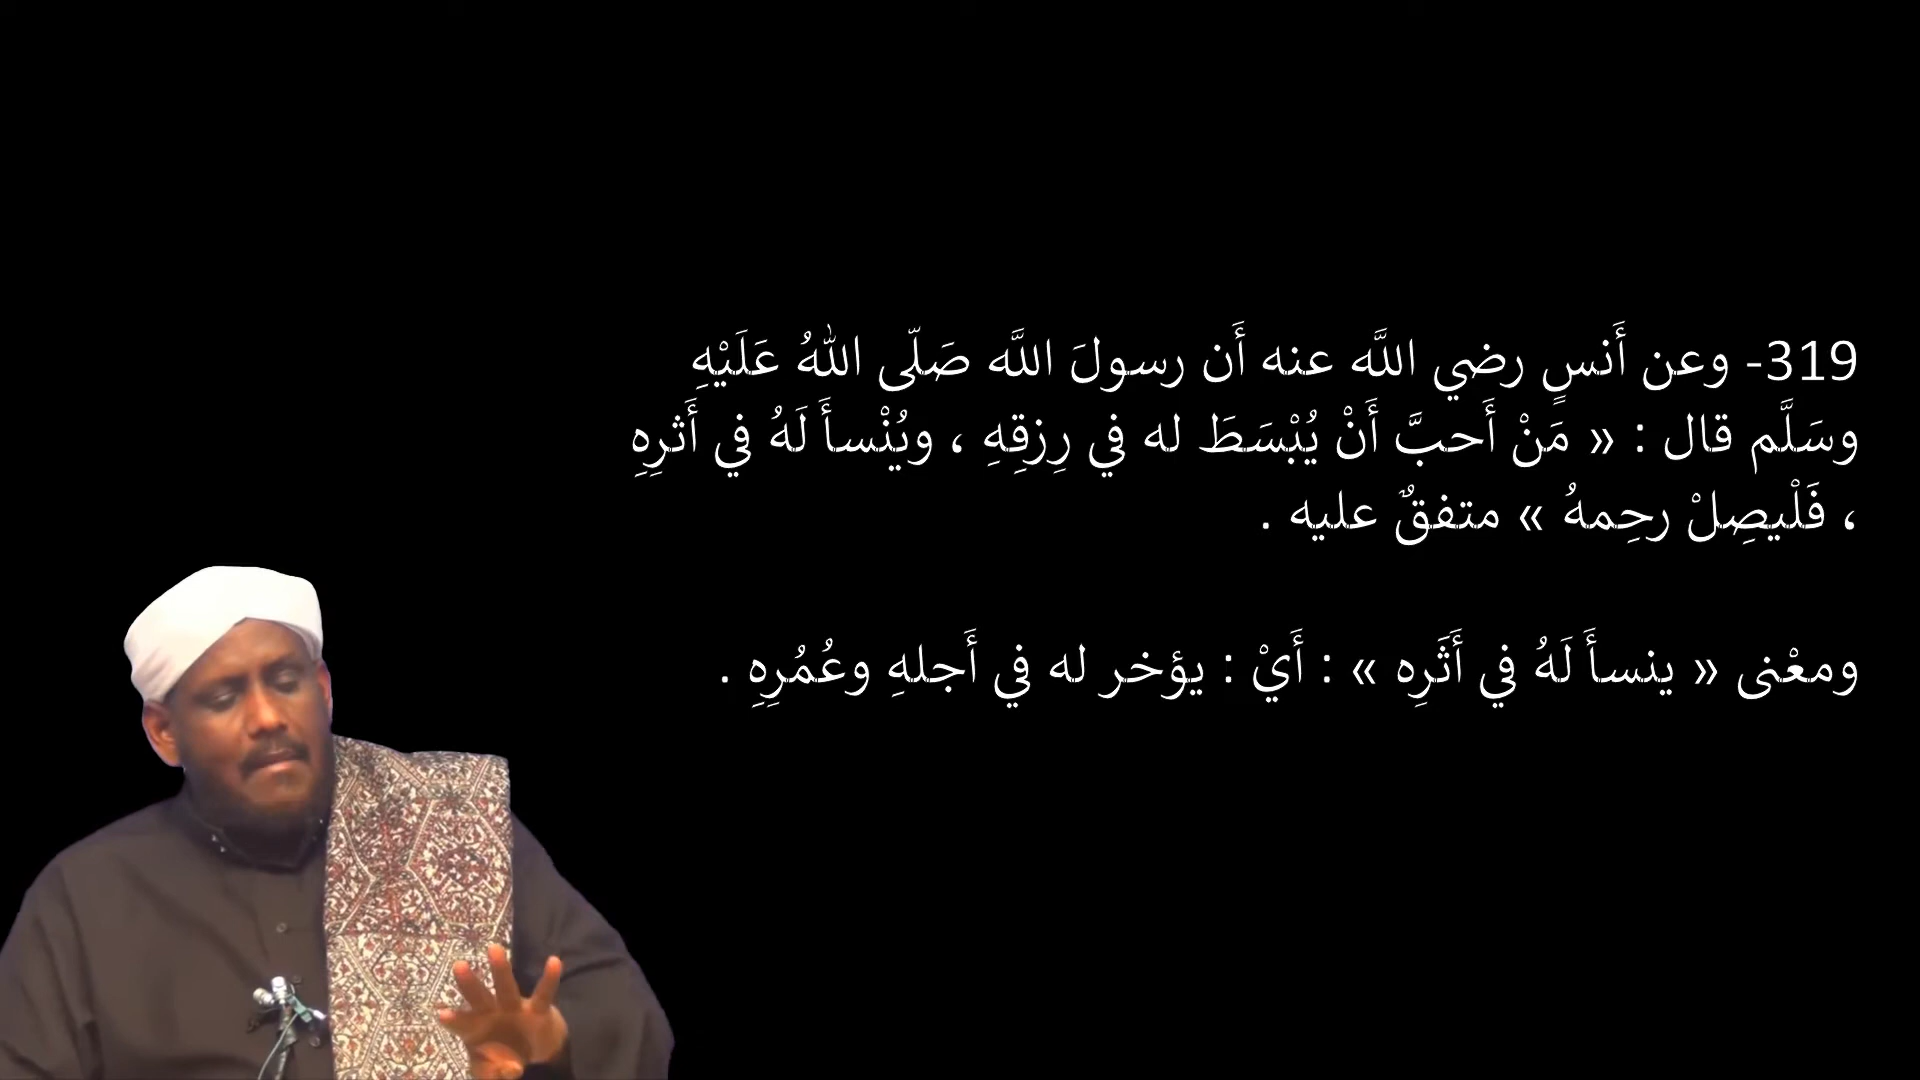 319- وعن أَنسٍ رضي اللَّه عنه أَن رسولَ اللَّه صَلّى اللهُ عَلَيْهِ
وسَلَّم قال : « مَنْ أَحبَّ أَنْ يُبْسَطَ له في رِزقِهِ ، ويُنْسأَ لَهُ في أَثرِهِ
، فَلْيصِلْ رحِمهُ » متفقٌ عليه .
ومعْنى « ينسأَ لَهُ في أَثَرِه » : أَيْ : يؤخر له في أَجلهِ وعُمُرِهِ .